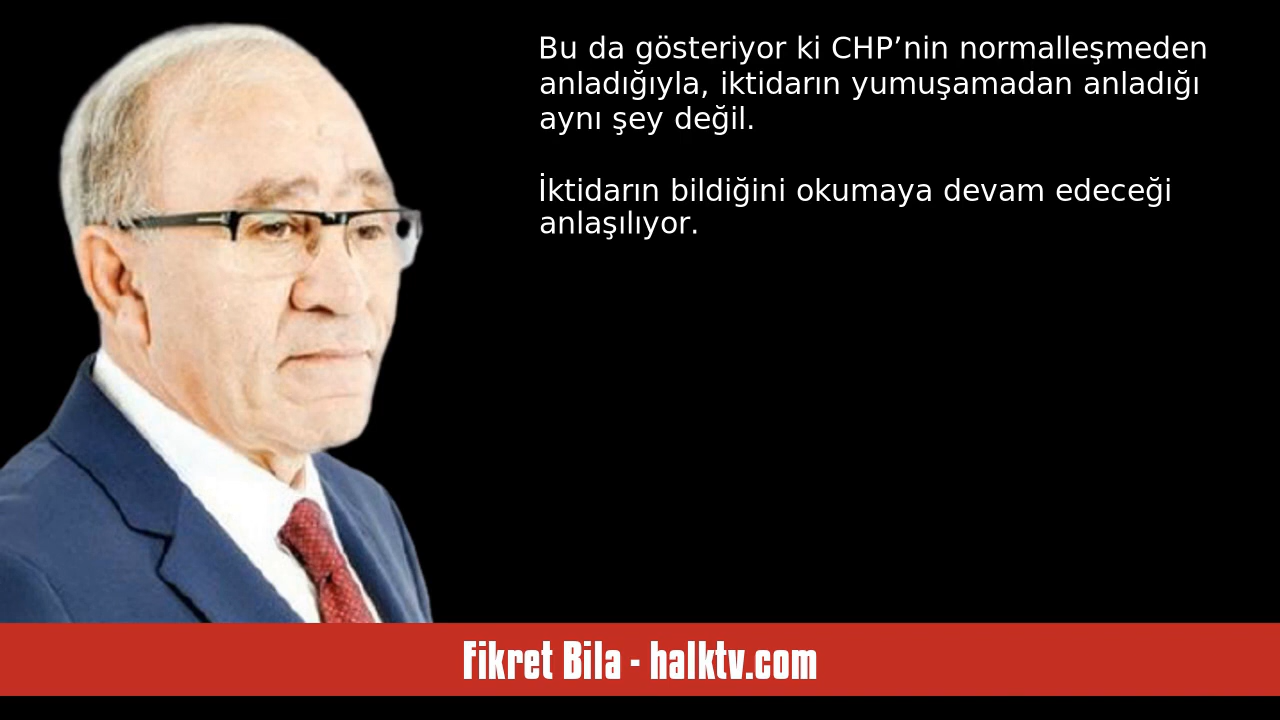 Bu da gösteriyor ki CHP’nin normalleşmeden
anladığıyla, iktidarın yumuşamadan anladığı
aynı şey değil.
İktidarın bildiğini okumaya devam edeceği
anlaşılıyor.
Fikret Bila - halktv.com